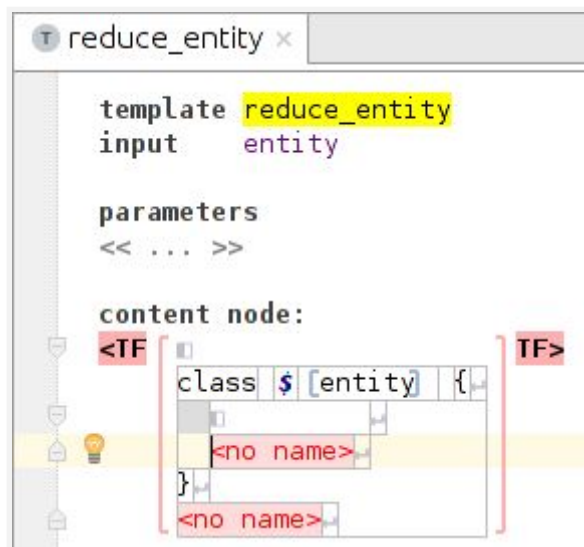 T reduce_entity ×
template reduce_entity
input entity
parameters
<< ... >>
content node:
<TF TF>
class $ [entity] {
<no name>
}
<no name>